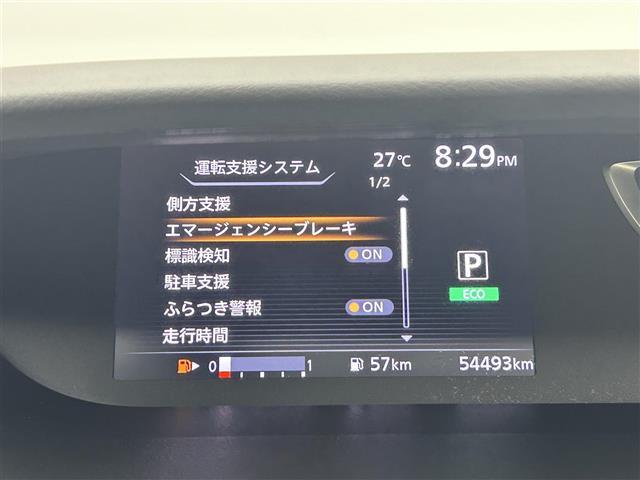 運転支援システム
27℃
8:29PM
1/2
側方支援
エマージェンシーブレーキ
標識検知 ON
駐車支援
ふらつき警報 ON
走行時間
P
ECO
0 1 57km 54493km